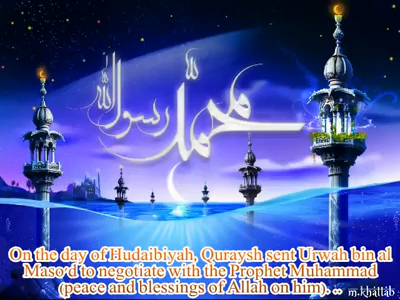 محمد رسول الله
On the day of Hudaibiyah, Quraysh sent Urwah bin al
Maso'd to negotiate with the Prophet Muhammad
(peace and blessings of Allah on him). ••
m.khattab